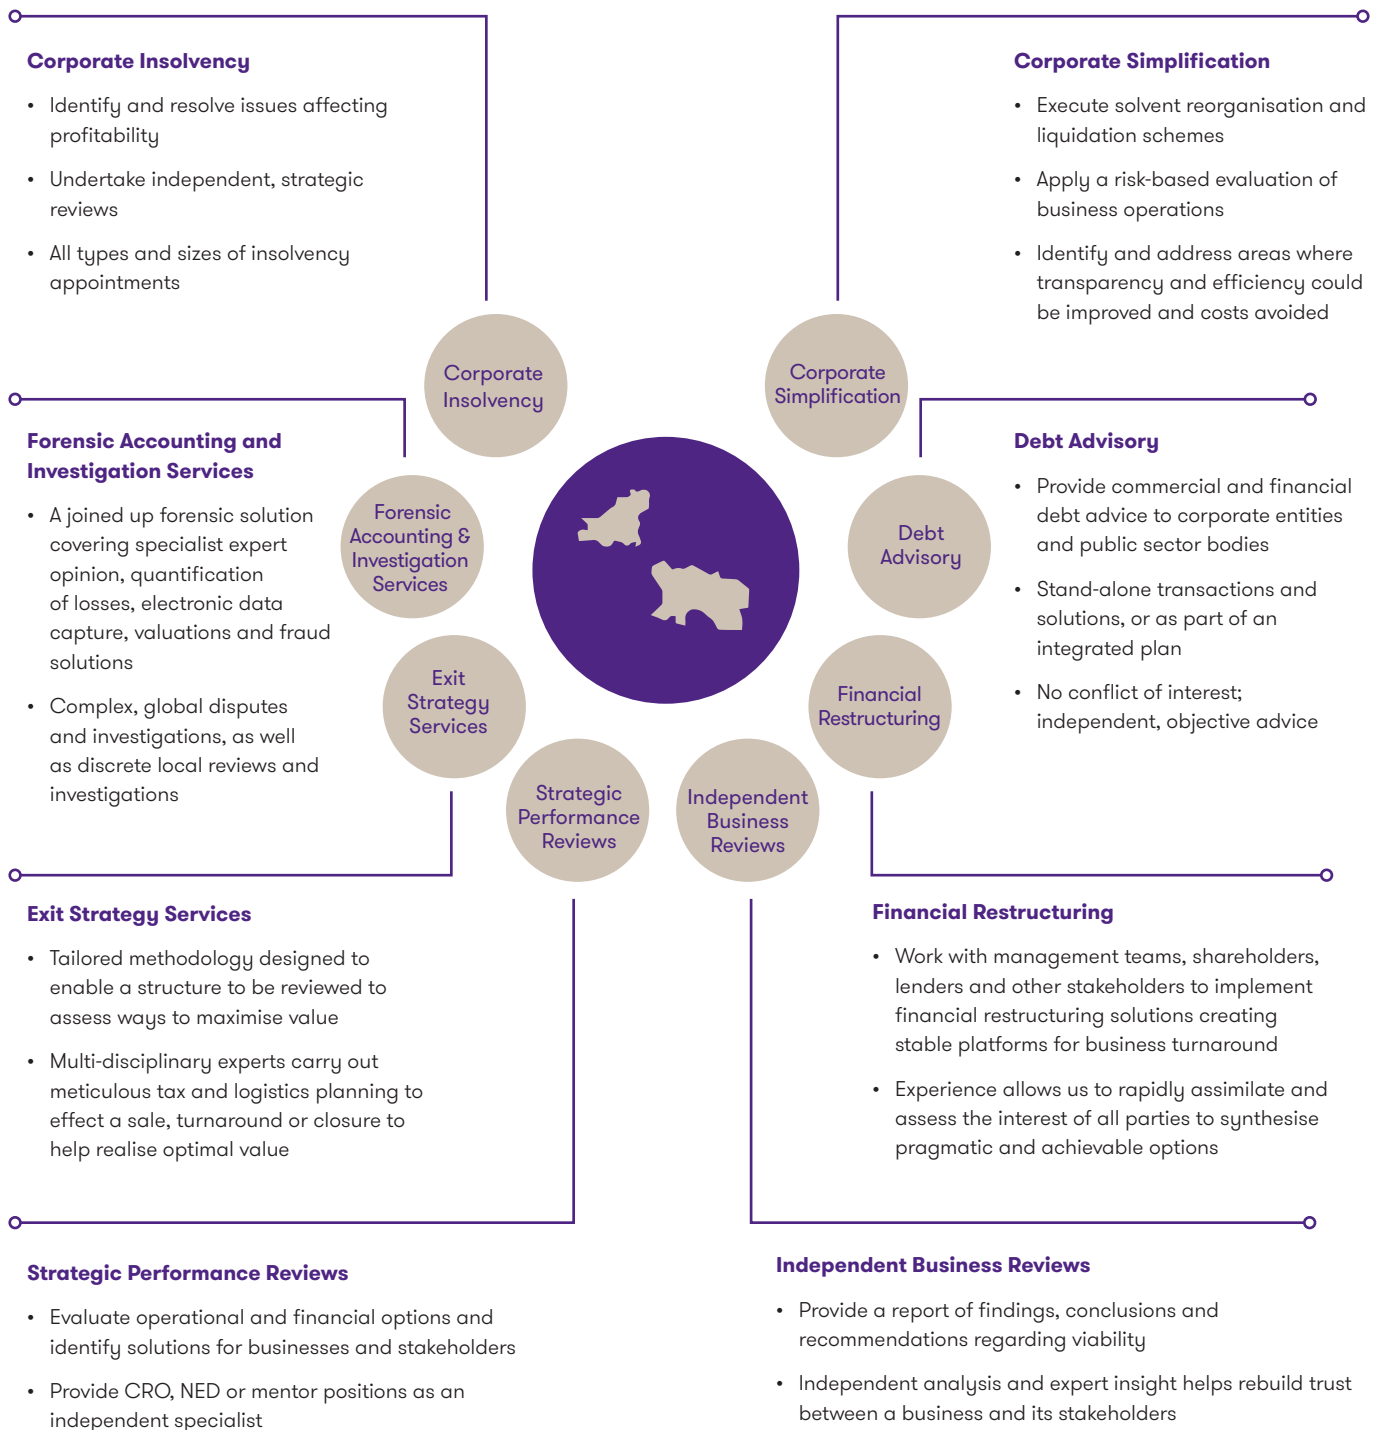 Corporate Insolvency
• Identify and resolve issues affecting
profitability
• Undertake independent, strategic
reviews
• All types and sizes of insolvency
appointments
Corporate Simplification
• Execute solvent reorganisation and
liquidation schemes
• Apply a risk-based evaluation of
business operations
• Identify and address areas where
transparency and efficiency could
be improved and costs avoided
Corporate
Insolvency
Corporate
Simplification
Forensic Accounting and
Investigation Services
• A joined up forensic solution
covering specialist expert
opinion, quantification
of losses, electronic data
capture, valuations and fraud
solutions
• Complex, global disputes
and investigations, as well
as discrete local reviews and
investigations
Forensic
Accounting &
Investigation
Services
Debt
Advisory
Debt Advisory
• Provide commercial and financial
debt advice to corporate entities
and public sector bodies
• Stand-alone transactions and
solutions, or as part of an
integrated plan
• No conflict of interest;
independent, objective advice
Exit
Strategy
Services
Financial
Restructuring
Strategic
Performance
Reviews
Independent
Business
Reviews
Exit Strategy Services
• Tailored methodology designed to
enable a structure to be reviewed to
assess ways to maximise value
• Multi-disciplinary experts carry out
meticulous tax and logistics planning to
effect a sale, turnaround or closure to
help realise optimal value
Financial Restructuring
• Work with management teams, shareholders,
lenders and other stakeholders to implement
financial restructuring solutions creating
stable platforms for business turnaround
• Experience allows us to rapidly assimilate and
assess the interest of all parties to synthesise
pragmatic and achievable options
Strategic Performance Reviews
• Evaluate operational and financial options and
identify solutions for businesses and stakeholders
• Provide CRO, NED or mentor positions as an
independent specialist
Independent Business Reviews
• Provide a report of findings, conclusions and
recommendations regarding viability
• Independent analysis and expert insight helps rebuild trust
between a business and its stakeholders